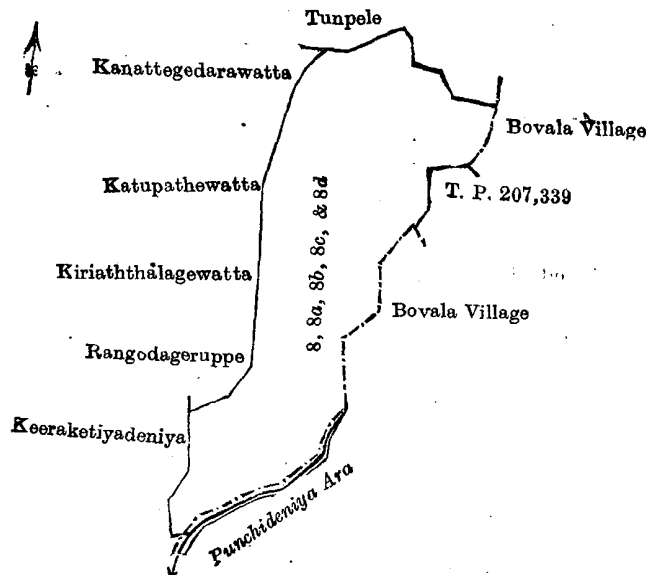 Tunpele
Kanattegedarawatta
Bovala Village
Katupathewatta
T. P. 207,339
8, 8a, 8b, 8c, & 8d
Kiriaththalagewatta
Bovala Village
Rangodageruppe
Keeraketiyadeniya
Punchideniya Ara